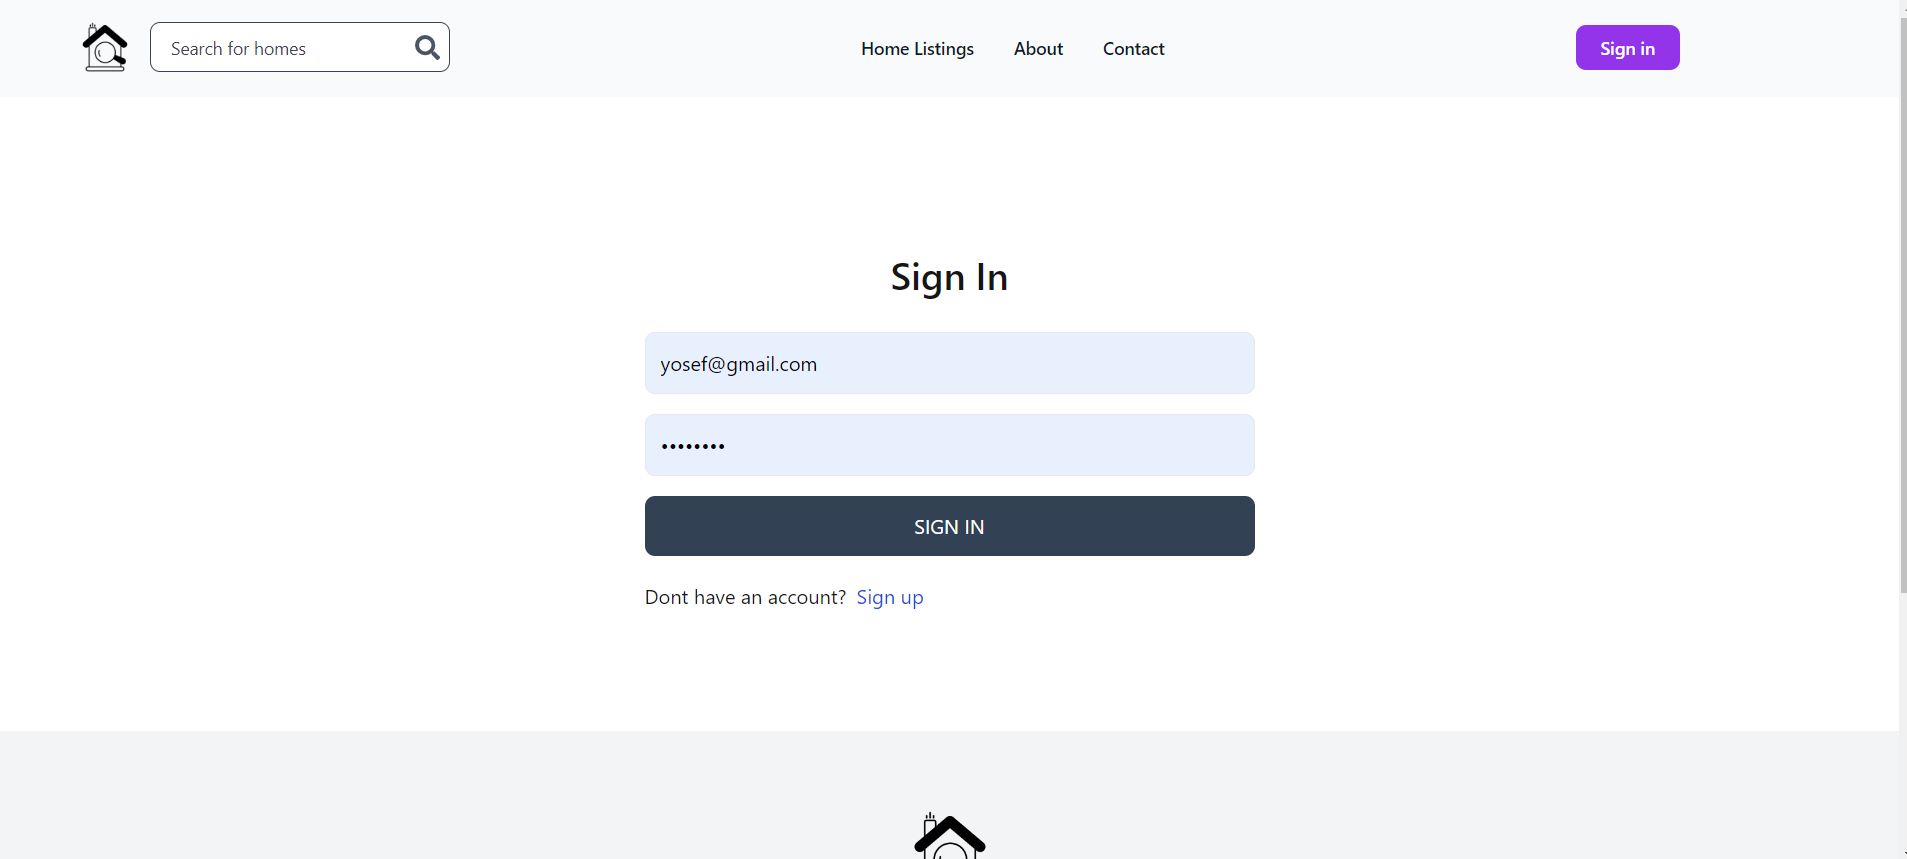 Search for homes
Home Listings
About
Contact
Sign in
Sign In
yosef@gmail.com
••••••••
SIGN IN
Dont have an account? Sign up